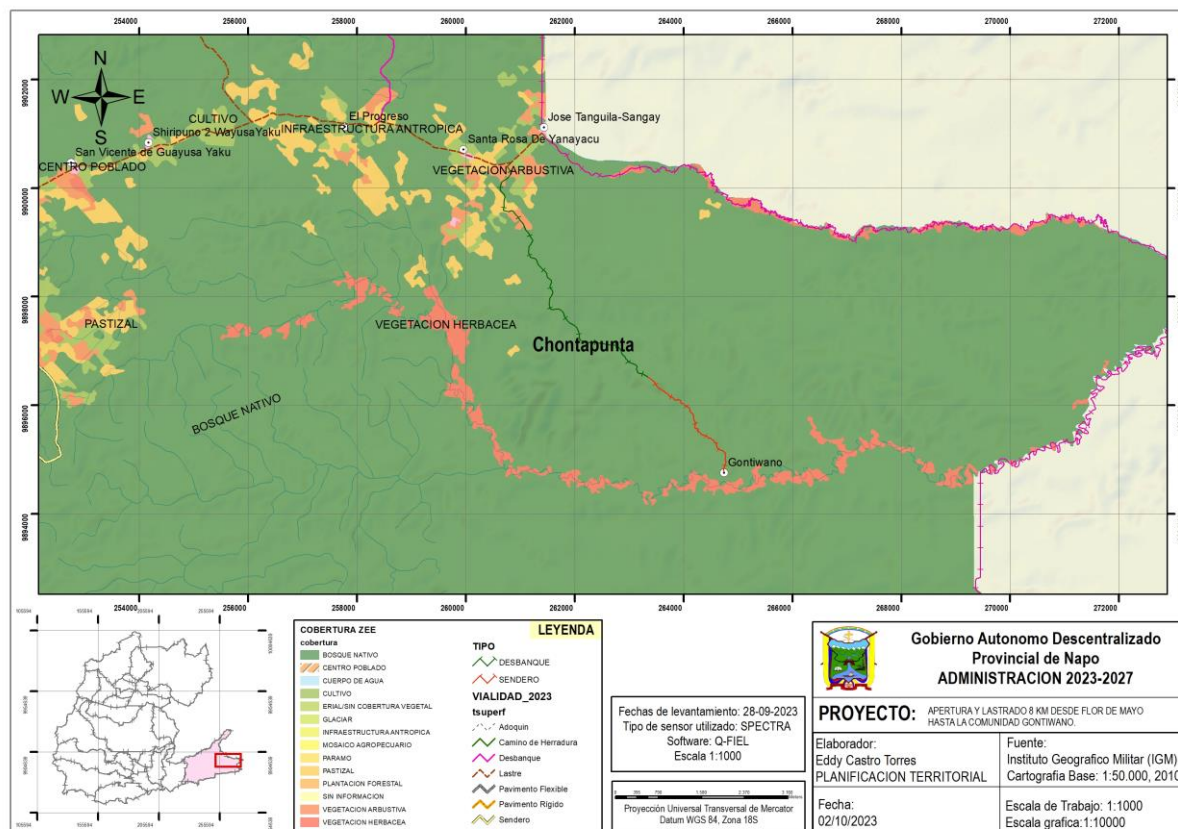 254000 256000 258000 260000 262000 264000 266000 268000 270000 272000
N
W E
S
9902000
9900000
9898000
9896000
9894000
CULTIVO
El Progreso
Shiripuno 2 WayusaYaku
INFRAESTRUCTURA ANTROPICA
San Vicente de Guayusa Yaku
CENTRO POBLADO
Jose Tanguila-Sangay
Santa Rosa De Yanayacu
VEGETACION ARBUSTIVA
PASTIZAL
VEGETACION HERBACEA
Chontapunta
BOSQUE NATIVO
Gontiwano
254000 256000 258000 260000 262000 264000 266000 268000 270000 272000
COBERTURA ZEE
LEYENDA
cobertura
BOSQUE NATIVO
CENTRO POBLADO
CUERPO DE AGUA
CULTIVO
ERIAL/SIN COBERTURA VEGETAL
GLACIAR
INFRAESTRUCTURA ANTROPICA
MOSAICO AGROPECUARIO
PARAMO
PASTIZAL
PLANTACION FORESTAL
SIN INFORMACION
VEGETACION ARBUSTIVA
VEGETACION HERBACEA
TIPO
DESBANQUE
SENDERO
VIALIDAD_2023
tsuperf
Adoquin
Camino de Herradura
Desbanque
Lastre
Pavimento Flexible
Pavimento Rígido
Sendero
Fechas de levantamiento: 28-09-2023
Tipo de sensor utilizado: SPECTRA
Software: Q-FIEL
Escala 1:1000
Proyección Universal Transversal de Mercator
Datum WGS 84, Zona 18S
Gobierno Autonomo Descentralizado
Provincial de Napo
ADMINISTRACION 2023-2027
PROYECTO: APERTURA Y LASTRADO 8 KM DESDE FLOR DE MAYO
HASTA LA COMUNIDAD GONTIWANO.
Elaborador:
Eddy Castro Torres
PLANIFICACION TERRITORIAL
Fuente:
Instituto Geografico Militar (IGM)
Cartografia Base: 1:50.000, 2010
Fecha:
02/10/2023
Escala de Trabajo: 1:1000
Escala grafica:1:10000